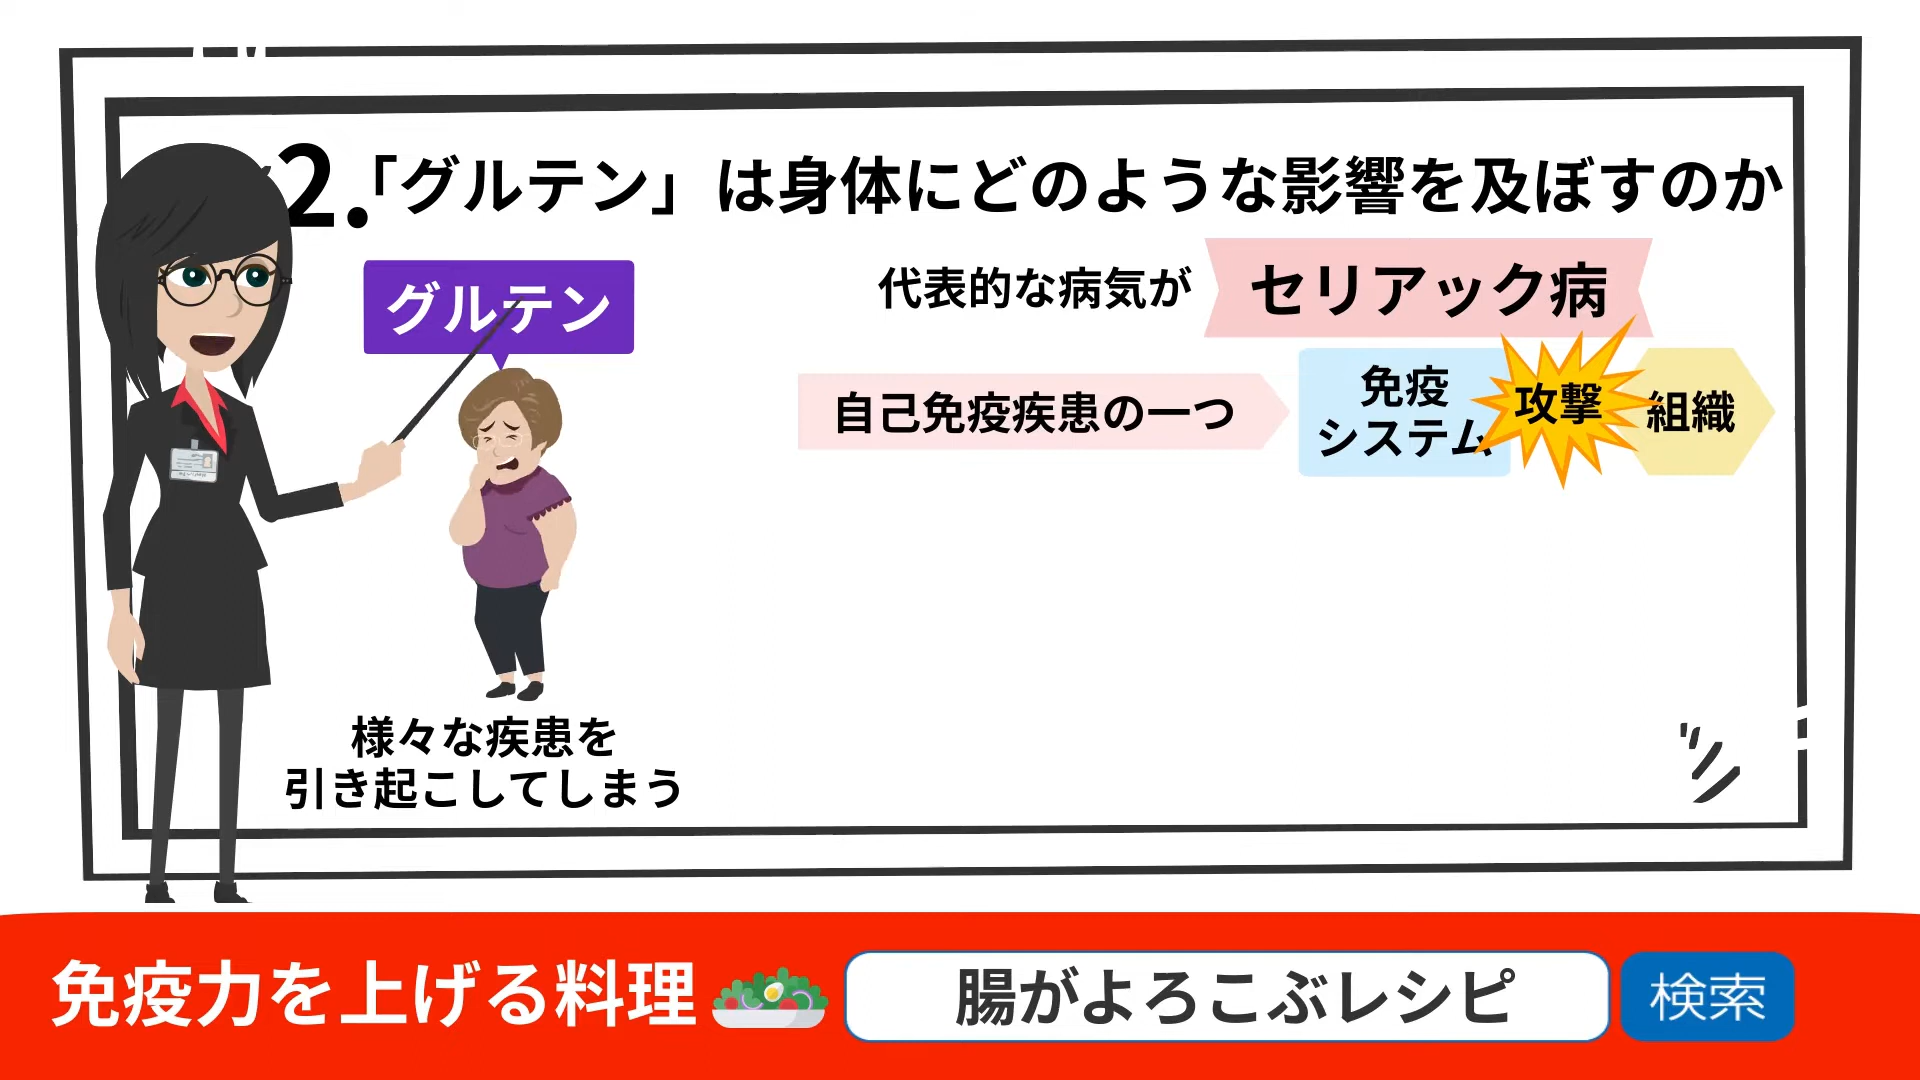 2.「グルテン」は身体にどのような影響を及ぼすのか
グルテン
代表的な病気が
セリアック病
自己免疫疾患の一つ
免疫
システム
攻撃
組織
様々な疾患を
引き起こしてしまう
免疫力を上げる料理
腸がよろこぶレシピ
検索